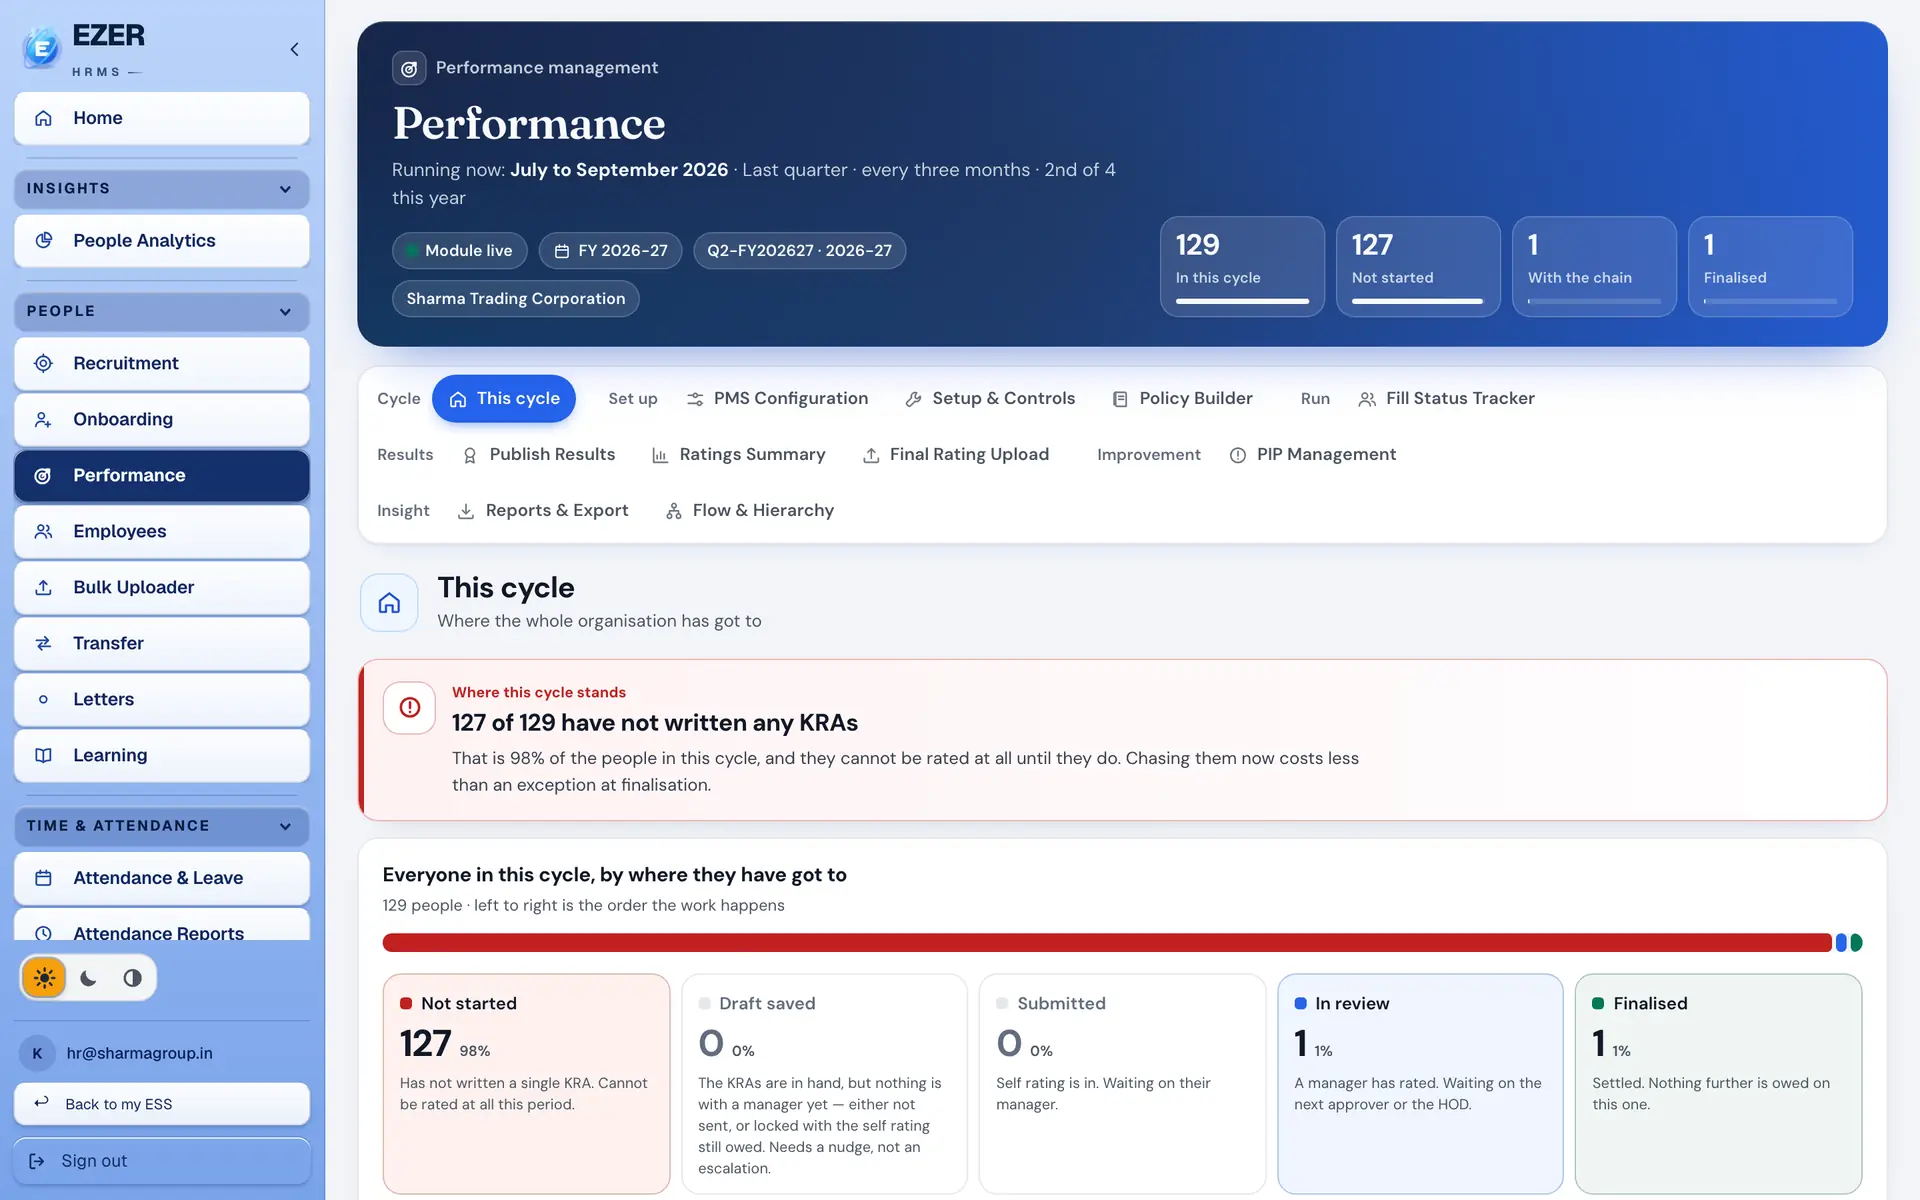 EZER
HRMS
Home
INSIGHTS
People Analytics
PEOPLE
Recruitment
Onboarding
Performance
Employees
Bulk Uploader
Transfer
Letters
Learning
TIME & ATTENDANCE
Attendance & Leave
Attendance Reports
K hr@sharmagroup.in
Back to my ESS
Sign out
Performance management
Performance
Running now: July to September 2026 · Last quarter · every three months · 2nd of 4
this year
Module live FY 2026-27 Q2-FY202627 · 2026-27
Sharma Trading Corporation
129 In this cycle
127 Not started
1 With the chain
1 Finalised
Cycle This cycle Set up PMS Configuration Setup & Controls Policy Builder Run Fill Status Tracker
Results Publish Results Ratings Summary Final Rating Upload Improvement PIP Management
Insight Reports & Export Flow & Hierarchy
This cycle
Where the whole organisation has got to
Where this cycle stands
127 of 129 have not written any KRAs
That is 98% of the people in this cycle, and they cannot be rated at all until they do. Chasing them now costs less
than an exception at finalisation.
Everyone in this cycle, by where they have got to
129 people · left to right is the order the work happens
Not started
127 98%
Has not written a single KRA. Cannot
be rated at all this period.
Draft saved
0 0%
The KRAs are in hand, but nothing is
with a manager yet — either not
sent, or locked with the self rating
still owed. Needs a nudge, not an
escalation.
Submitted
0 0%
Self rating is in. Waiting on their
manager.
In review
1 1%
A manager has rated. Waiting on the
next approver or the HOD.
Finalised
1 1%
Settled. Nothing further is owed on
this one.